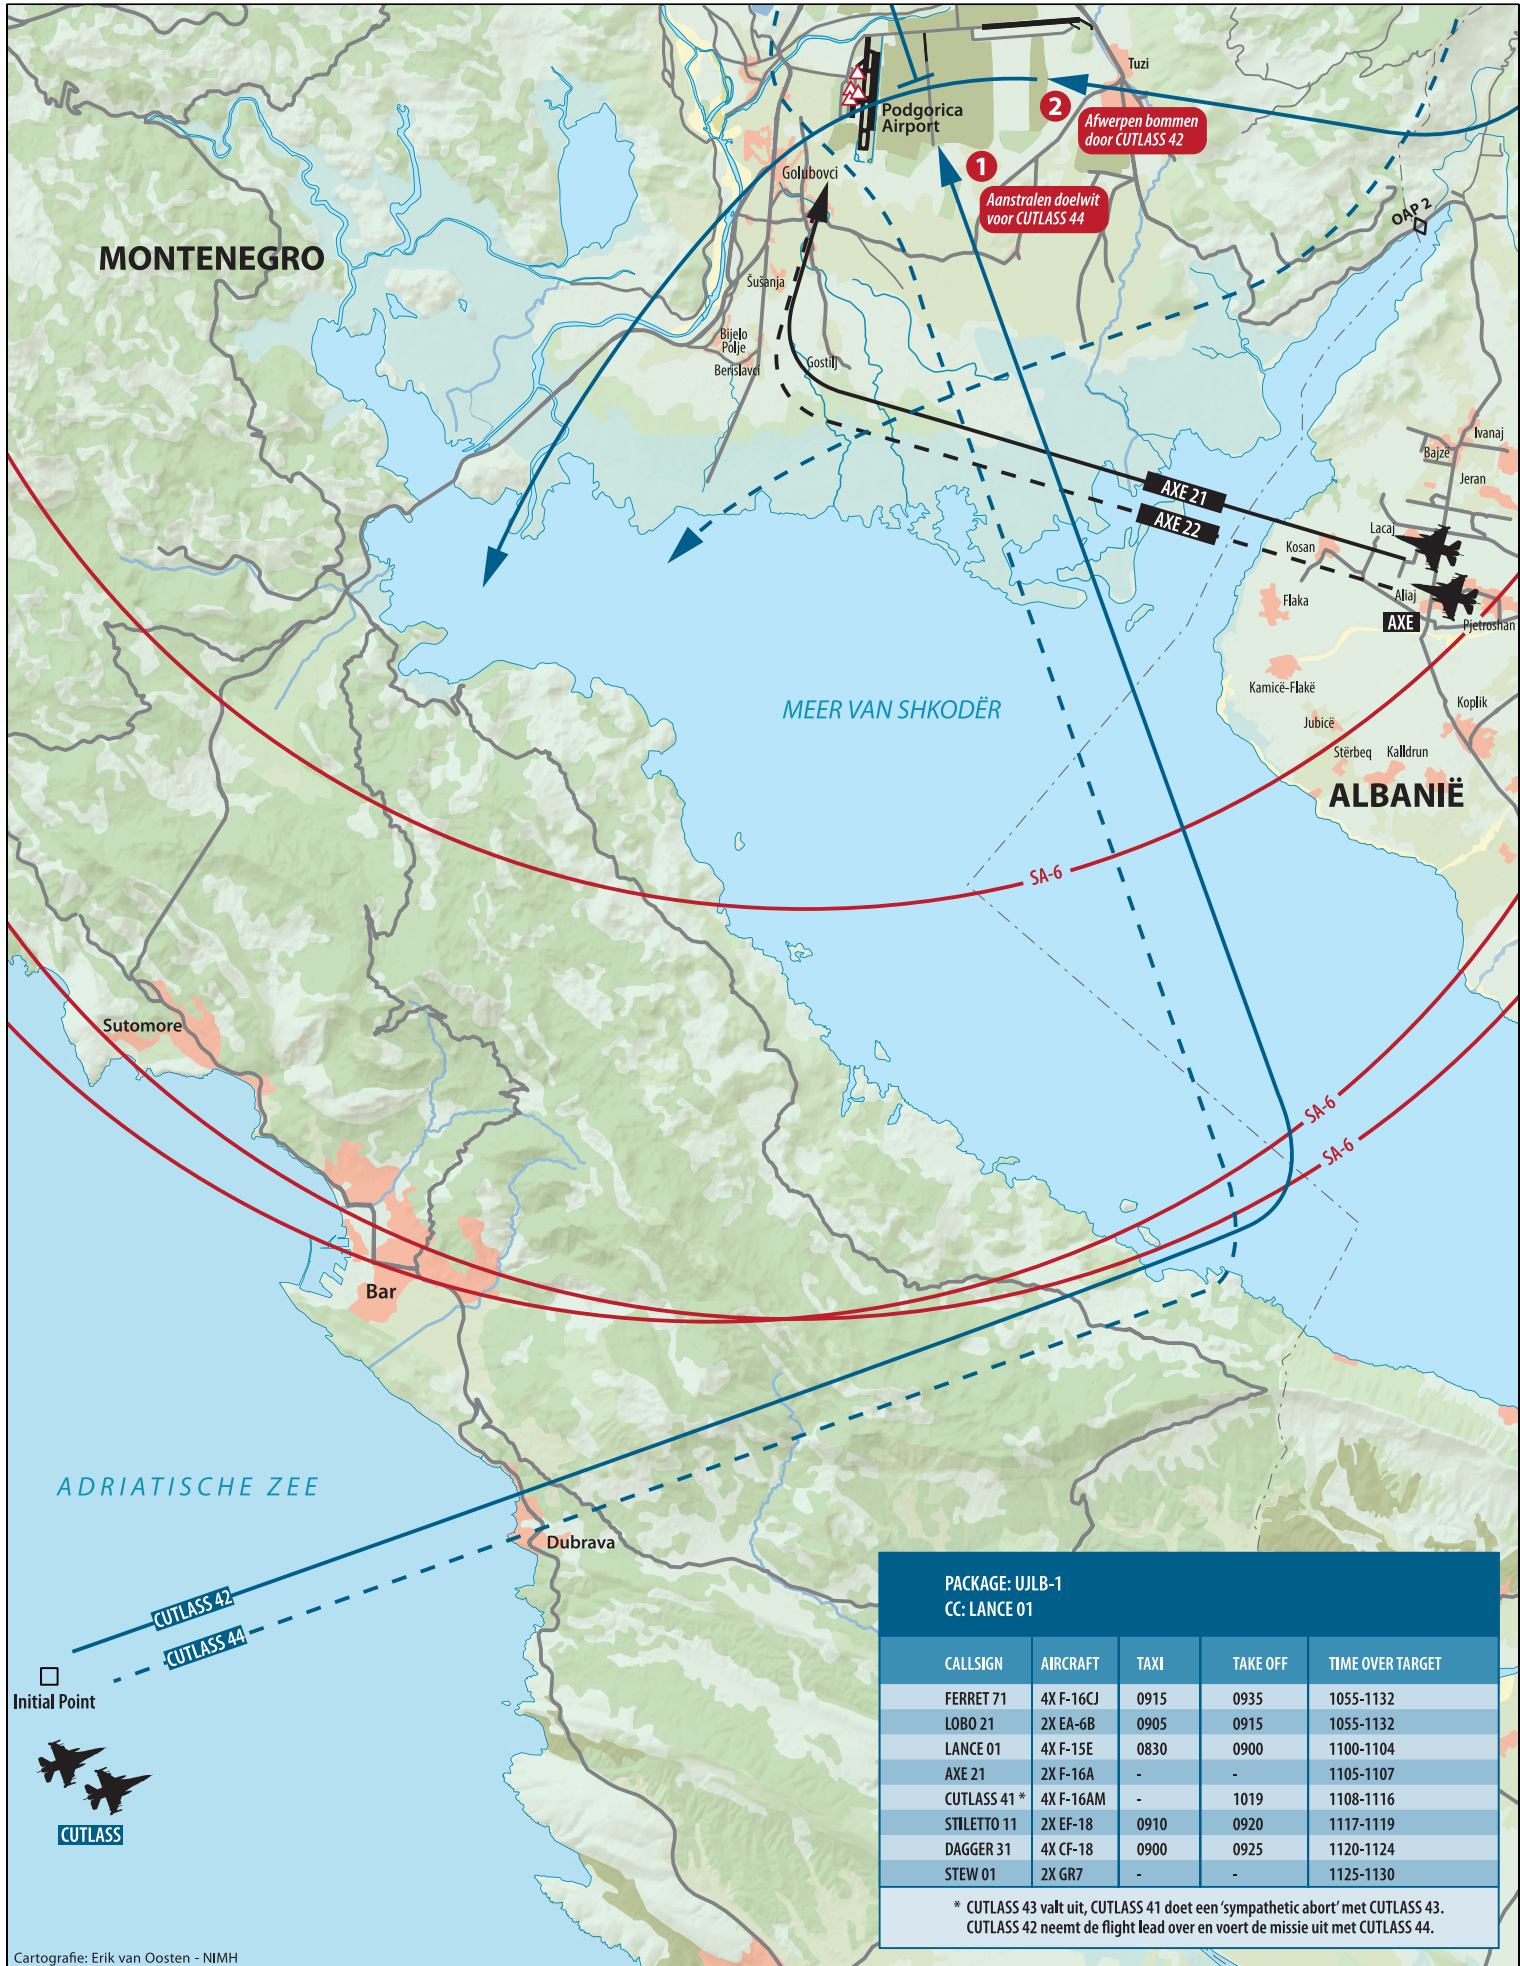 Tuzi
Podgorica
Airport
2
Afwerpen bommen
door CUTLASS 42
1
Golubovci
Aanstralen doelwit
voor CUTLASS 44
OAP 2
MONTENEGRO
Šušanja
Bijelo
Polje
Berislavci
Gostilj
Ivanaj
Bajzë
Jeran
AXE 21
AXE 22
Lacaj
Kosan
Aliaj
Flaka
AXE
Pjetroshan
Kamicë-Flakë
Koplik
MEER VAN SHKODËR
Jubicë
Stërbeq
Kalldrun
ALBANIË
SA-6
Sutomore
SA-6
SA-6
Bar
ADRIATISCHE ZEE
Dubrava
CUTLASS 42
CUTLASS 44
Initial Point
CUTLASS
PACKAGE: UJLB-1
CC: LANCE 01
CALLSIGN AIRCRAFT TAXI TAKE OFF TIME OVER TARGET
FERRET 71 4X F-16CJ 0915 0935 1055-1132
LOBO 21 2X EA-6B 0905 0915 1055-1132
LANCE 01 4X F-15E 0830 0900 1100-1104
AXE 21 2X F-16A - - 1105-1107
CUTLASS 41 * 4X F-16AM - 1019 1108-1116
STILETTO 11 2X EF-18 0910 0920 1117-1119
DAGGER 31 4X CF-18 0900 0925 1120-1124
STEW 01 2X GR7 - - 1125-1130
* CUTLASS 43 valt uit, CUTLASS 41 doet een ‘sympathetic abort’ met CUTLASS 43.
CUTLASS 42 neemt de flight lead over en voert de missie uit met CUTLASS 44.
Cartografie: Erik van Oosten - NIMH